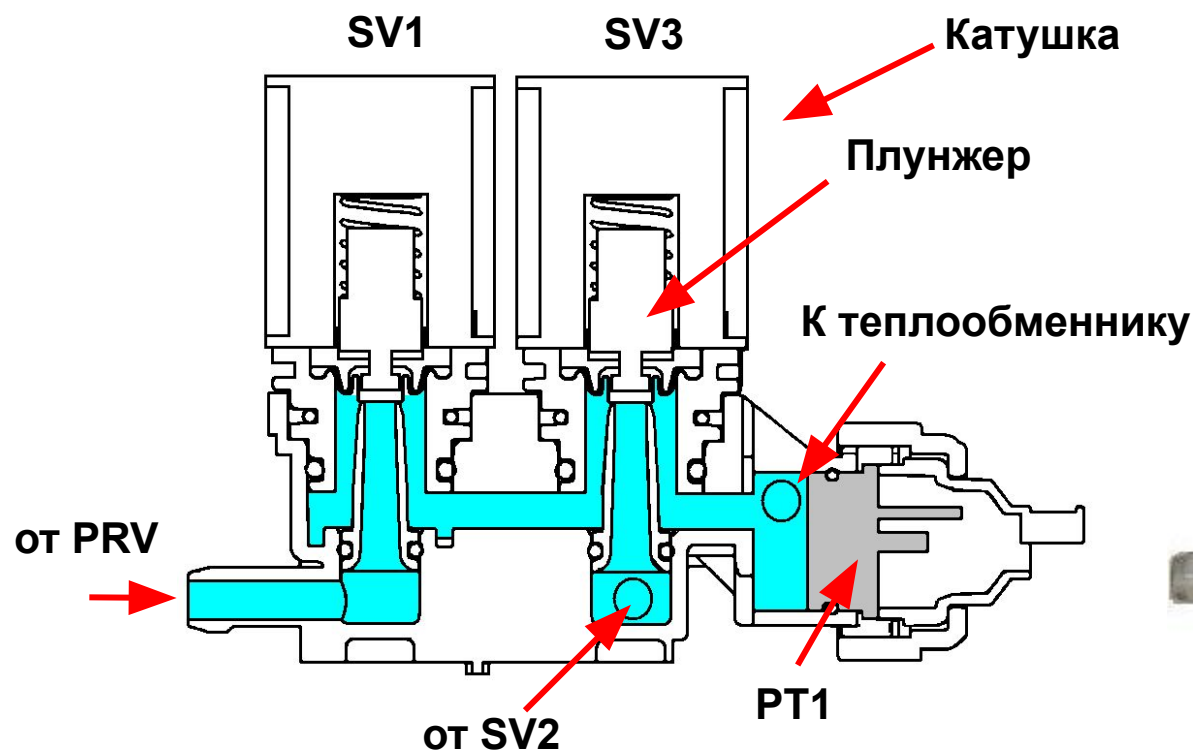 SV1
SV3
Катушка
Плунжер
К теплообменнику
от PRV
от SV2
PT1